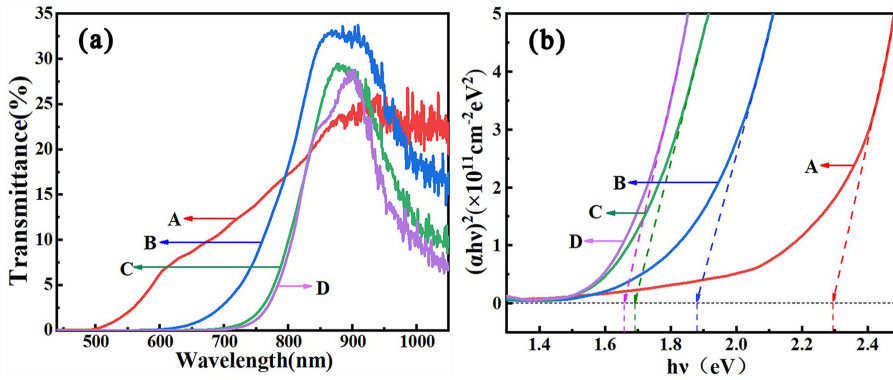 (a)
35
30
25
20
15
10
5
0
Transmittance(%)
A
B
C
D
500 600 700 800 900 1000
Wavelength(nm)
(b)
5
4
3
2
1
0
(αhν)²(×10¹¹cm⁻²eV²)
A
B
C
D
1.4 1.6 1.8 2.0 2.2 2.4
hν （eV）